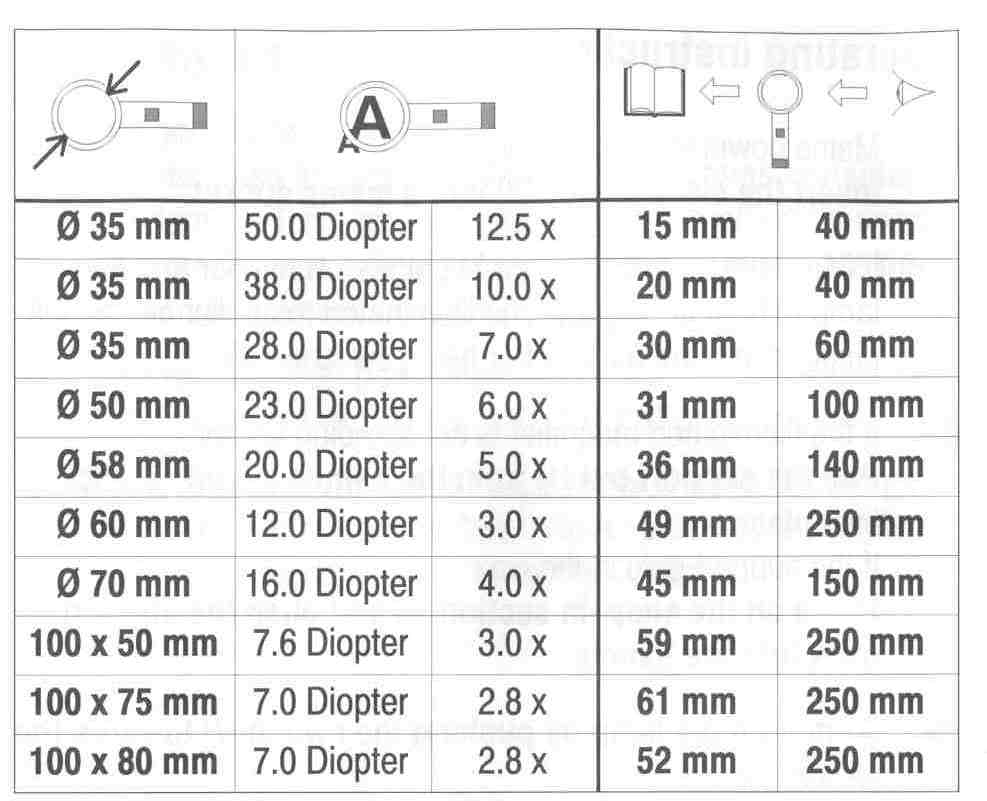 A
A
Ø 35 mm 50.0 Diopter 12.5 x 15 mm 40 mm
Ø 35 mm 38.0 Diopter 10.0 x 20 mm 40 mm
Ø 35 mm 28.0 Diopter 7.0 x 30 mm 60 mm
Ø 50 mm 23.0 Diopter 6.0 x 31 mm 100 mm
Ø 58 mm 20.0 Diopter 5.0 x 36 mm 140 mm
Ø 60 mm 12.0 Diopter 3.0 x 49 mm 250 mm
Ø 70 mm 16.0 Diopter 4.0 x 45 mm 150 mm
100 x 50 mm 7.6 Diopter 3.0 x 59 mm 250 mm
100 x 75 mm 7.0 Diopter 2.8 x 61 mm 250 mm
100 x 80 mm 7.0 Diopter 2.8 x 52 mm 250 mm